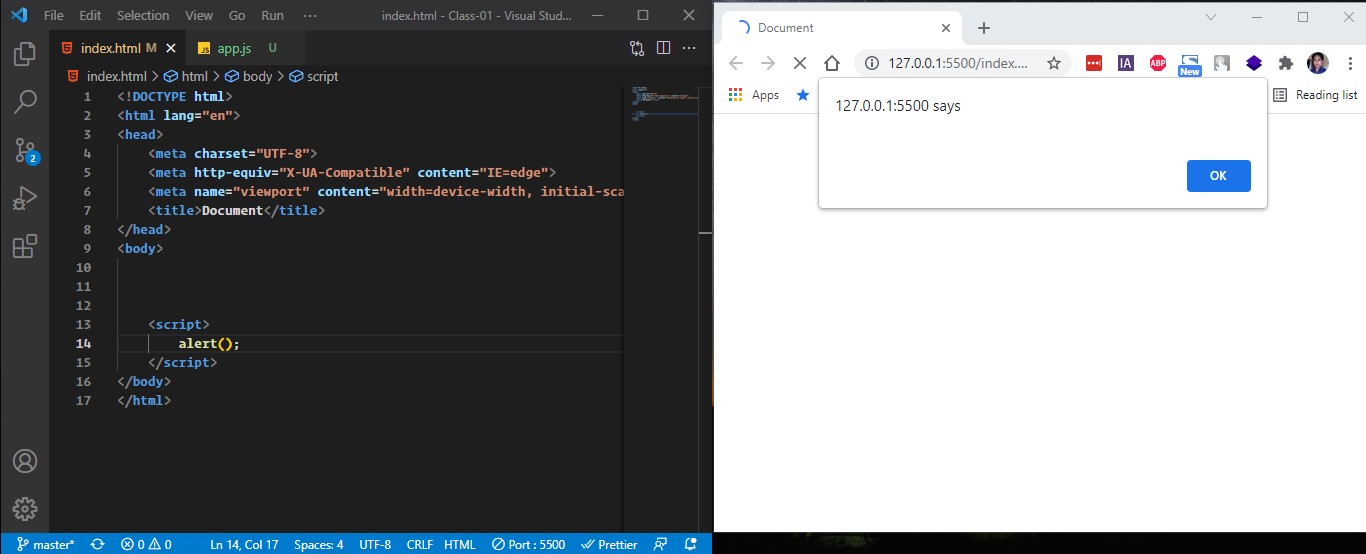 File Edit Selection View Go Run ··· index.html - Class-01 - Visual Stud...
index.html M app.js U
index.html > html > body > script
1 <!DOCTYPE html>
2 <html lang="en">
3 <head>
4 <meta charset="UTF-8">
5 <meta http-equiv="X-UA-Compatible" content="IE=edge">
6 <meta name="viewport" content="width=device-width, initial-sca
7 <title>Document</title>
8 </head>
9 <body>
10
11
12
13 <script>
14 alert();
15 </script>
16 </body>
17 </html>
2
master* 0 0 Ln 14, Col 17 Spaces: 4 UTF-8 CRLF HTML Port : 5500 Prettier
Document
127.0.0.1:5500/index.... IA ABP New
Apps Reading list
127.0.0.1:5500 says
OK